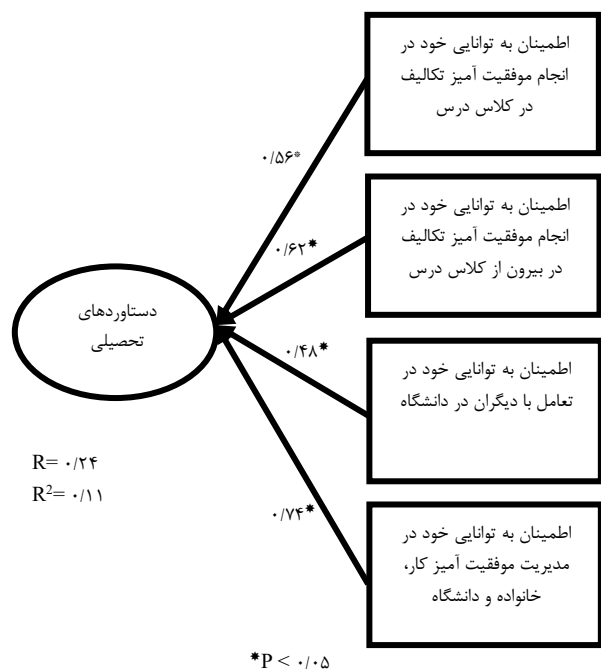 اطمینان به توانایی خود در
انجام موفقیت آمیز تکالیف
در کلاس درس
۰/۵۶*
اطمینان به توانایی خود در
انجام موفقیت آمیز تکالیف
در بیرون از کلاس درس
۰/۶۲*
دستاوردهای
تحصیلی
اطمینان به توانایی خود در
تعامل با دیگران در دانشگاه
۰/۴۸*
R= ۰/۲۴
R²= ۰/۱۱
اطمینان به توانایی خود در
مدیریت موفقیت آمیز کار،
خانواده و دانشگاه
۰/۷۴*
*P < ۰/۰۵